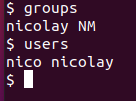 $ groups
nicolay NM
$ users
nico nicolay
$